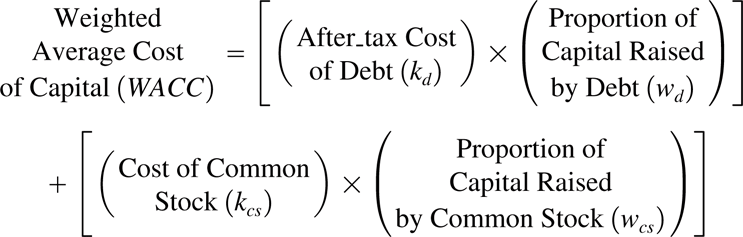 Weighted Average Cost of Capital (WACC) = [(After_tax Cost of Debt (k_d)) × (Proportion of Capital Raised by Debt (w_d))]
+ [(Cost of Common Stock (k_cs)) × (Proportion of Capital Raised by Common Stock (w_cs))]